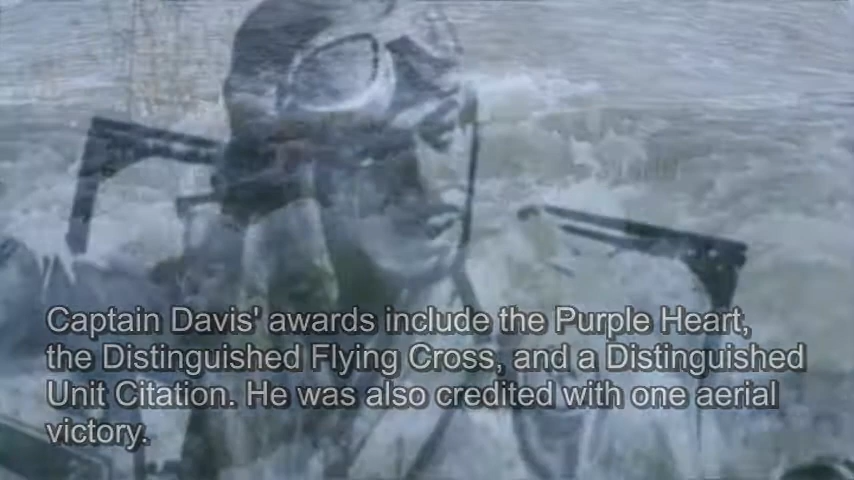 Captain Davis' awards include the Purple Heart,
the Distinguished Flying Cross, and a Distinguished
Unit Citation. He was also credited with one aerial
victory.